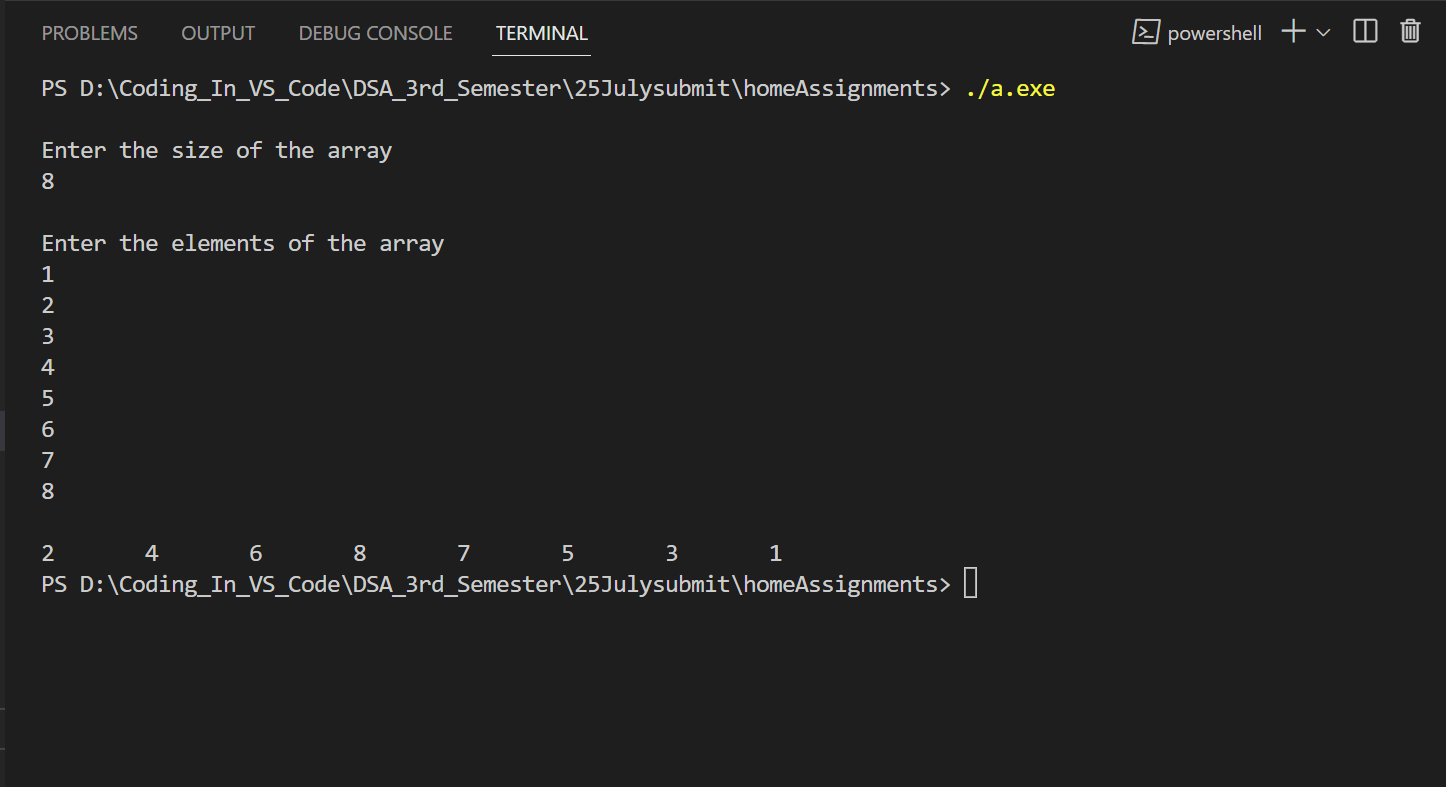 PROBLEMS OUTPUT DEBUG CONSOLE TERMINAL powershell
PS D:\Coding_In_VS_Code\DSA_3rd_Semester\25Julysubmit\homeAssignments> ./a.exe
Enter the size of the array
8
Enter the elements of the array
1
2
3
4
5
6
7
8
2 4 6 8 7 5 3 1
PS D:\Coding_In_VS_Code\DSA_3rd_Semester\25Julysubmit\homeAssignments>